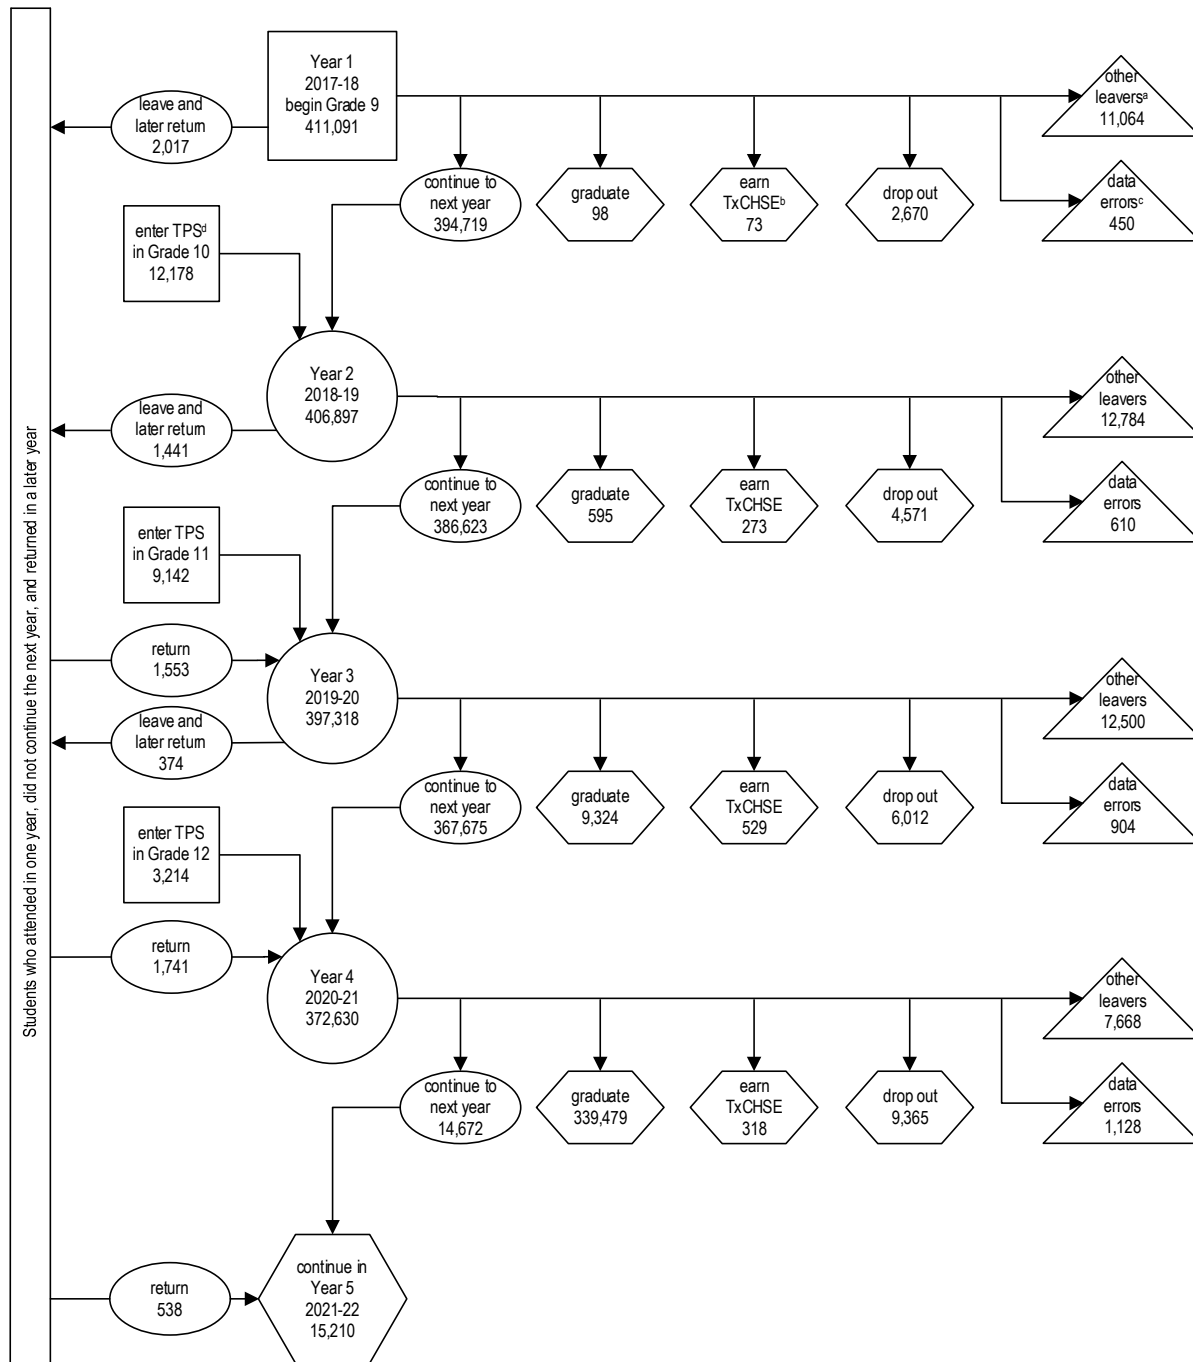 Students who attended in one year, did not continue the next year, and returned in a later year
Year 1
2017-18
begin Grade 9
411,091
leave and
later return
2,017
other
leaversᵃ
11,064
continue to
next year
394,719
graduate
98
earn
TxCHSEᵇ
73
drop out
2,670
data
errorsᶜ
450
enter TPSᵈ
in Grade 10
12,178
Year 2
2018-19
406,897
leave and
later return
1,441
other
leavers
12,784
continue to
next year
386,623
graduate
595
earn
TxCHSE
273
drop out
4,571
data
errors
610
enter TPS
in Grade 11
9,142
return
1,553
Year 3
2019-20
397,318
leave and
later return
374
other
leavers
12,500
continue to
next year
367,675
graduate
9,324
earn
TxCHSE
529
drop out
6,012
data
errors
904
enter TPS
in Grade 12
3,214
return
1,741
Year 4
2020-21
372,630
other
leavers
7,668
continue to
next year
14,672
graduate
339,479
earn
TxCHSE
318
drop out
9,365
data
errors
1,128
return
538
continue in
Year 5
2021-22
15,210